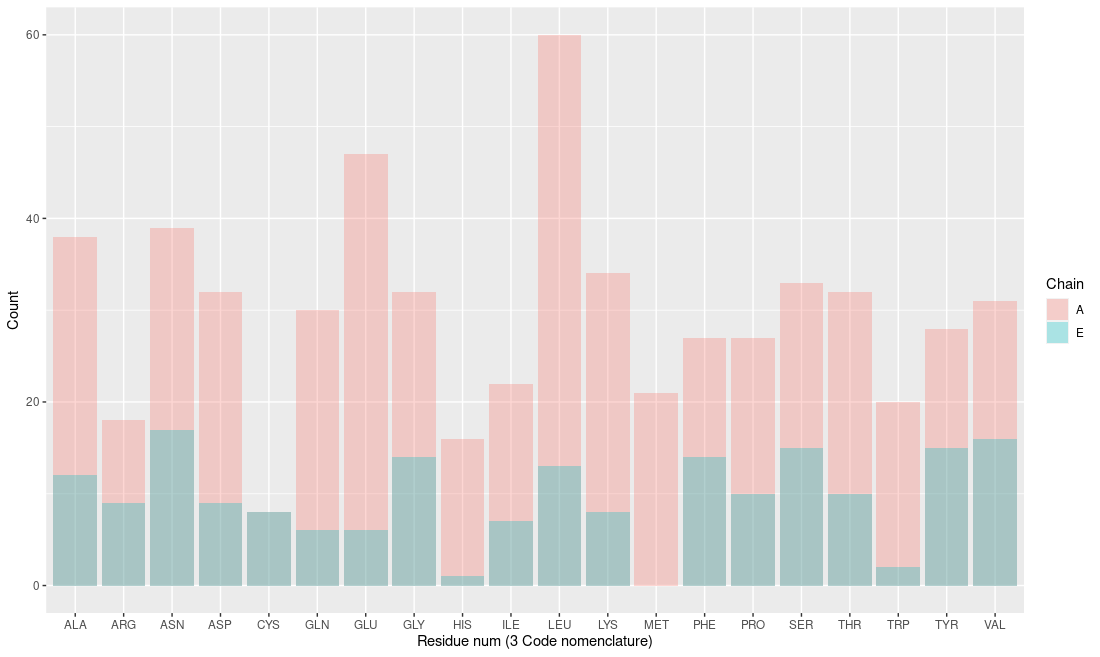 60
40
20
0
Count
ALA ARG ASN ASP CYS GLN GLU GLY HIS ILE LEU LYS MET PHE PRO SER THR TRP TYR VAL
Residue num (3 Code nomenclature)
Chain
A
E